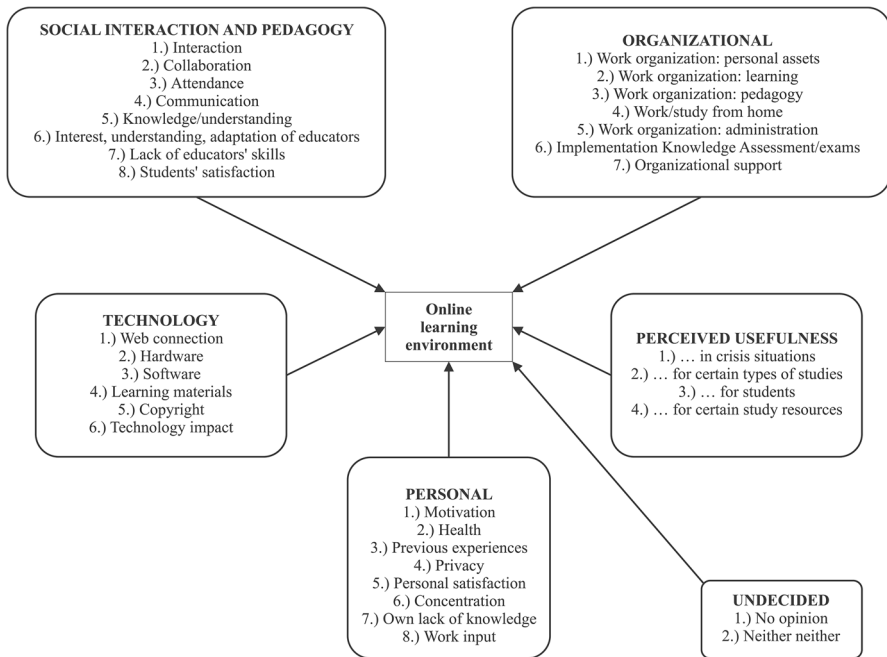 SOCIAL INTERACTION AND PEDAGOGY
1.) Interaction
2.) Collaboration
3.) Attendance
4.) Communication
5.) Knowledge/understanding
6.) Interest, understanding, adaptation of educators
7.) Lack of educators' skills
8.) Students' satisfaction
ORGANIZATIONAL
1.) Work organization: personal assets
2.) Work organization: learning
3.) Work organization: pedagogy
4.) Work/study from home
5.) Work organization: administration
6.) Implementation Knowledge Assessment/exams
7.) Organizational support
TECHNOLOGY
1.) Web connection
2.) Hardware
3.) Software
4.) Learning materials
5.) Copyright
6.) Technology impact
Online
learning
environment
PERCEIVED USEFULNESS
1.) … in crisis situations
2.) … for certain types of studies
3.) … for students
4.) … for certain study resources
PERSONAL
1.) Motivation
2.) Health
3.) Previous experiences
4.) Privacy
5.) Personal satisfaction
6.) Concentration
7.) Own lack of knowledge
8.) Work input
UNDECIDED
1.) No opinion
2.) Neither neither